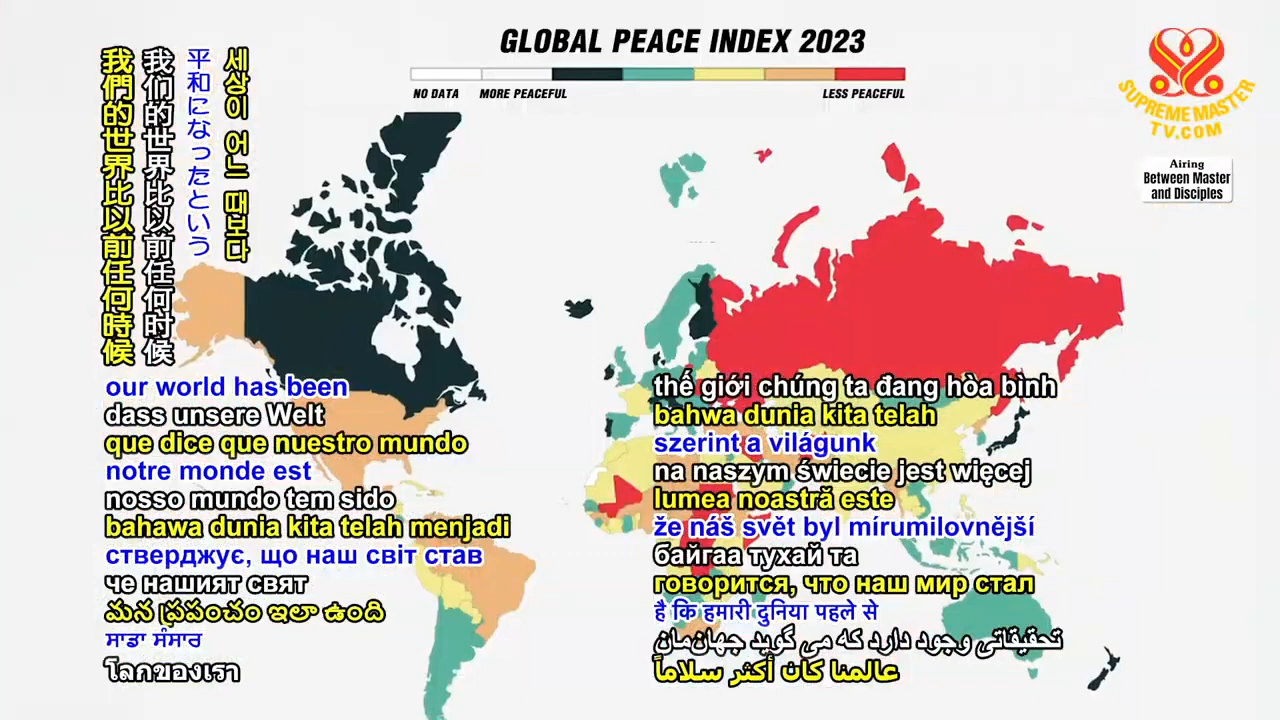 GLOBAL PEACE INDEX 2023
NO DATA
MORE PEACEFUL
LESS PEACEFUL
SUPREME MASTER
TV.COM
Airing
Between Master
and Disciples
세상이 어느 때보다
平和になったという
我们的世界比以前任何时候
我們的世界比以前任何時候
our world has been
dass unsere Welt
que dice que nuestro mundo
notre monde est
nosso mundo tem sido
bahawa dunia kita telah menjadi
стверджує, що наш світ став
че нашият свят
మన ప్రపంచం ఇలా ఉంది
ਸਾਡਾ ਸੰਸਾਰ
โลกของเรา
thế giới chúng ta đang hòa bình
bahwa dunia kita telah
szerint a világunk
na naszym świecie jest więcej
lumea noastră este
že náš svět byl mírumilovnější
байгаа тухай та
говорится, что наш мир стал
है कि हमारी दुनिया पहले से
تحقیقاتی وجود دارد که می گوید جهان‌مان
عالمنا كان أكثر سلاماً